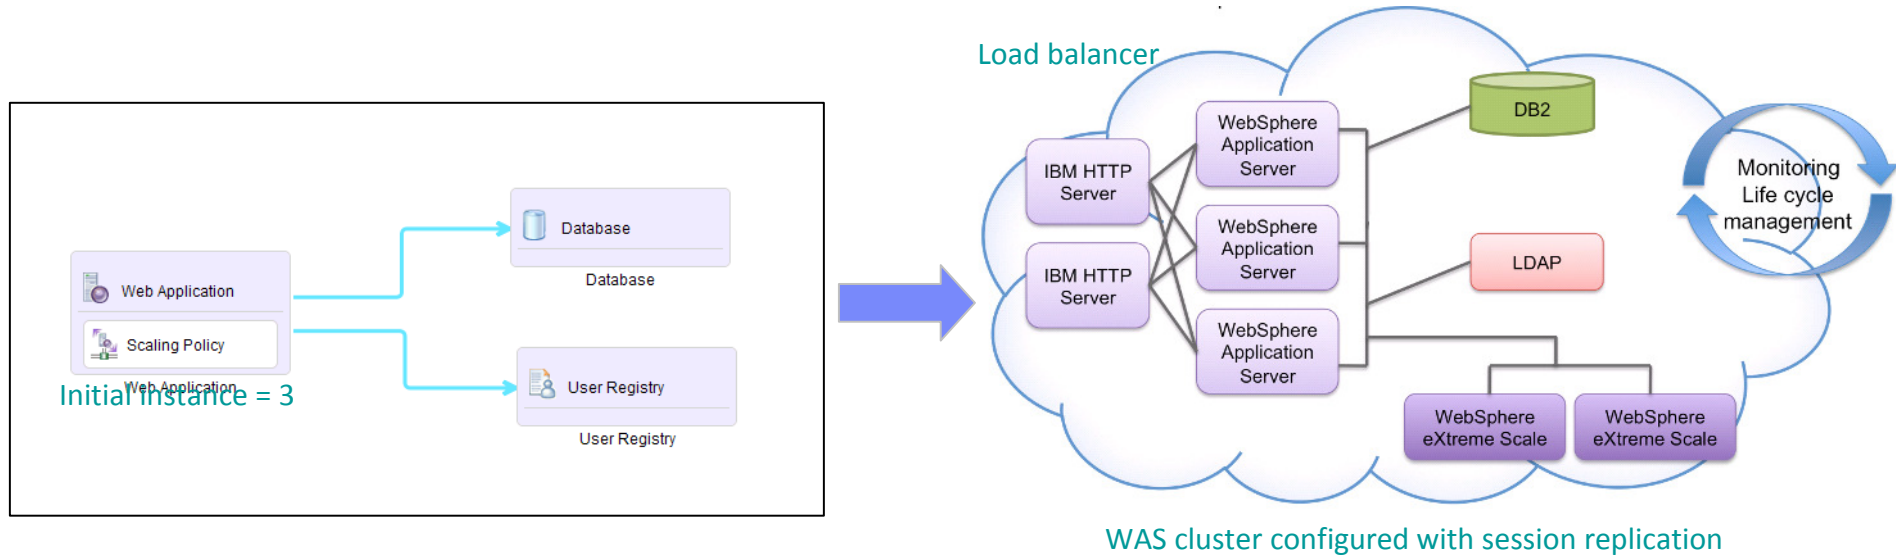 Web Application
Scaling Policy
Web Application
Initial instance = 3
Database
Database
User Registry
User Registry
Load balancer
IBM HTTP
Server
IBM HTTP
Server
WebSphere
Application
Server
WebSphere
Application
Server
WebSphere
Application
Server
DB2
LDAP
WebSphere
eXtreme Scale
WebSphere
eXtreme Scale
Monitoring
Life cycle
management
WAS cluster configured with session replication